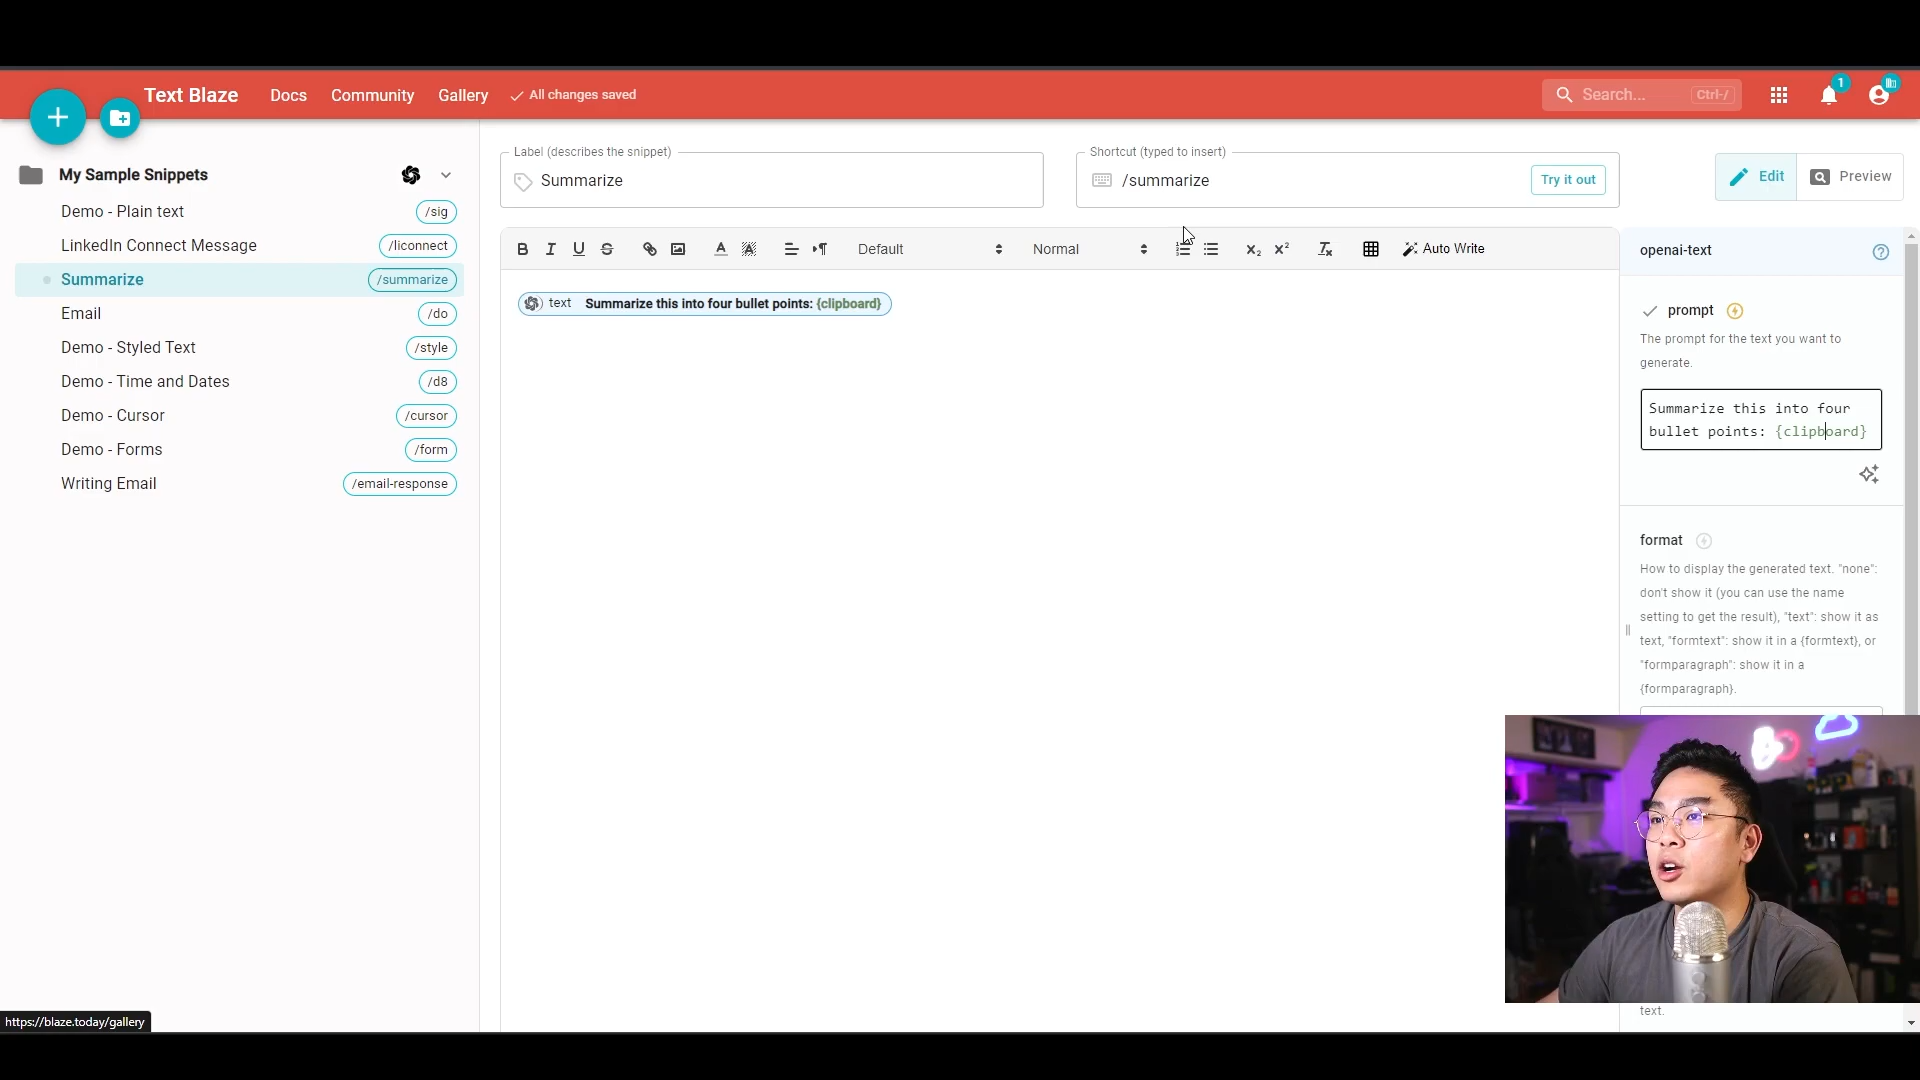 Text Blaze
Docs
Community
Gallery
All changes saved
Search...
Ctrl-/
1
My Sample Snippets
Demo - Plain text
/sig
LinkedIn Connect Message
/liconnect
Summarize
/summarize
Email
/do
Demo - Styled Text
/style
Demo - Time and Dates
/d8
Demo - Cursor
/cursor
Demo - Forms
/form
Writing Email
/email-response
https://blaze.today/gallery
Label (describes the snippet)
Summarize
Shortcut (typed to insert)
/summarize
Try it out
Edit
Preview
Default
Normal
Auto Write
text Summarize this into four bullet points: {clipboard}
openai-text
prompt
The prompt for the text you want to
generate.
Summarize this into four
bullet points: {clipboard}
format
How to display the generated text. "none":
don't show it (you can use the name
setting to get the result), "text": show it as
text, "formtext": show it in a {formtext}, or
"formparagraph": show it in a
{formparagraph}.
text.